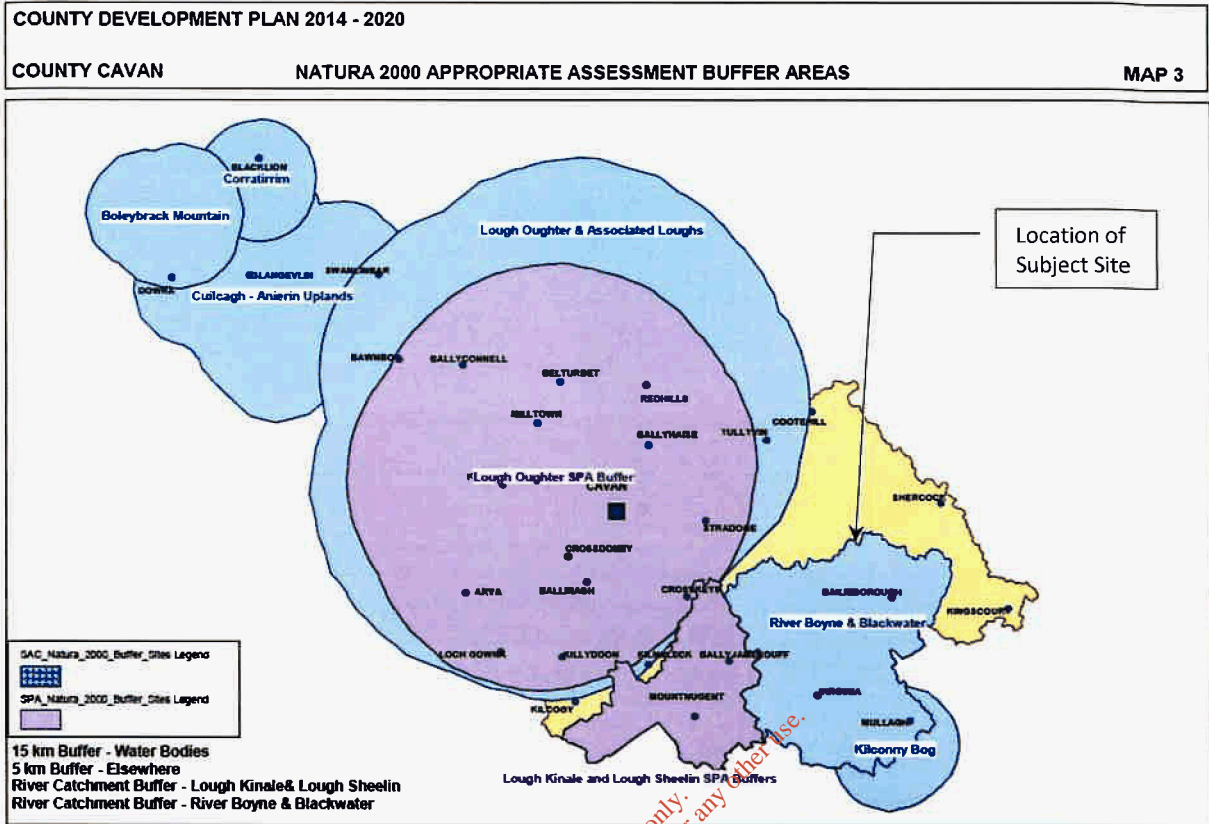 COUNTY DEVELOPMENT PLAN 2014 - 2020
COUNTY CAVAN NATURA 2000 APPROPRIATE ASSESSMENT BUFFER AREAS MAP 3
BLACKLION
Corratirrim
Boleybrack Mountain
Lough Oughter & Associated Loughs
Location of
Subject Site
GLANGEVLIN SWANLINBAR
DOWRA
Cuilcagh - Anierin Uplands
BAWNBOY BALLYCONNELL
BELTURBET
REDHILLS
MILLTOWN
BALLYHAISE TULLYVIN COOTEHILL
Lough Oughter SPA Buffer
CAVAN
SHERCOCK
STRADONE
CROSSDONEY
ARVA BALLINAGH CROSSKEYS
BAILIEBOROUGH
KINGSCOURT
River Boyne & Blackwater
LOCH GOWNA KILLYDOON KILNALECK BALLYJAMESDUFF
MOUNTNUGENT VIRGINIA
KILCOGY
MULLAGH
Kilconny Bog
Lough Kinale and Lough Sheelin SPA Buffers
SAC_Natura_2000_Buffer_Sites Legend
SPA_Natura_2000_Buffer_Sites Legend
15 km Buffer - Water Bodies
5 km Buffer - Elsewhere
River Catchment Buffer - Lough Kinale& Lough Sheelin
River Catchment Buffer - River Boyne & Blackwater
only.
any other use.